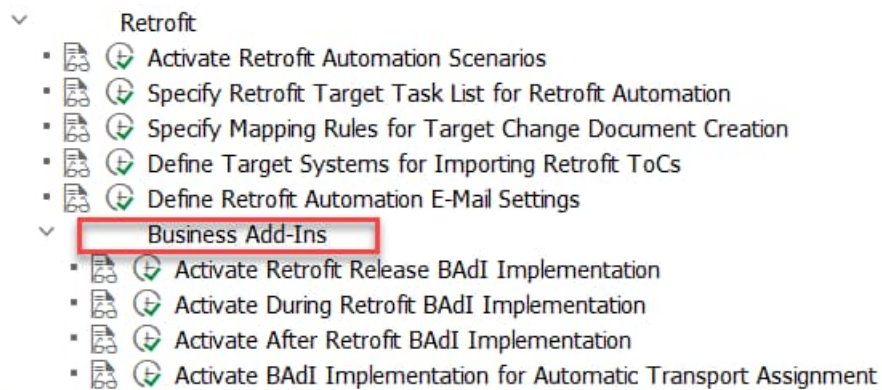 Retrofit
Activate Retrofit Automation Scenarios
Specify Retrofit Target Task List for Retrofit Automation
Specify Mapping Rules for Target Change Document Creation
Define Target Systems for Importing Retrofit ToCs
Define Retrofit Automation E-Mail Settings
Business Add-Ins
Activate Retrofit Release BAdI Implementation
Activate During Retrofit BAdI Implementation
Activate After Retrofit BAdI Implementation
Activate BAdI Implementation for Automatic Transport Assignment